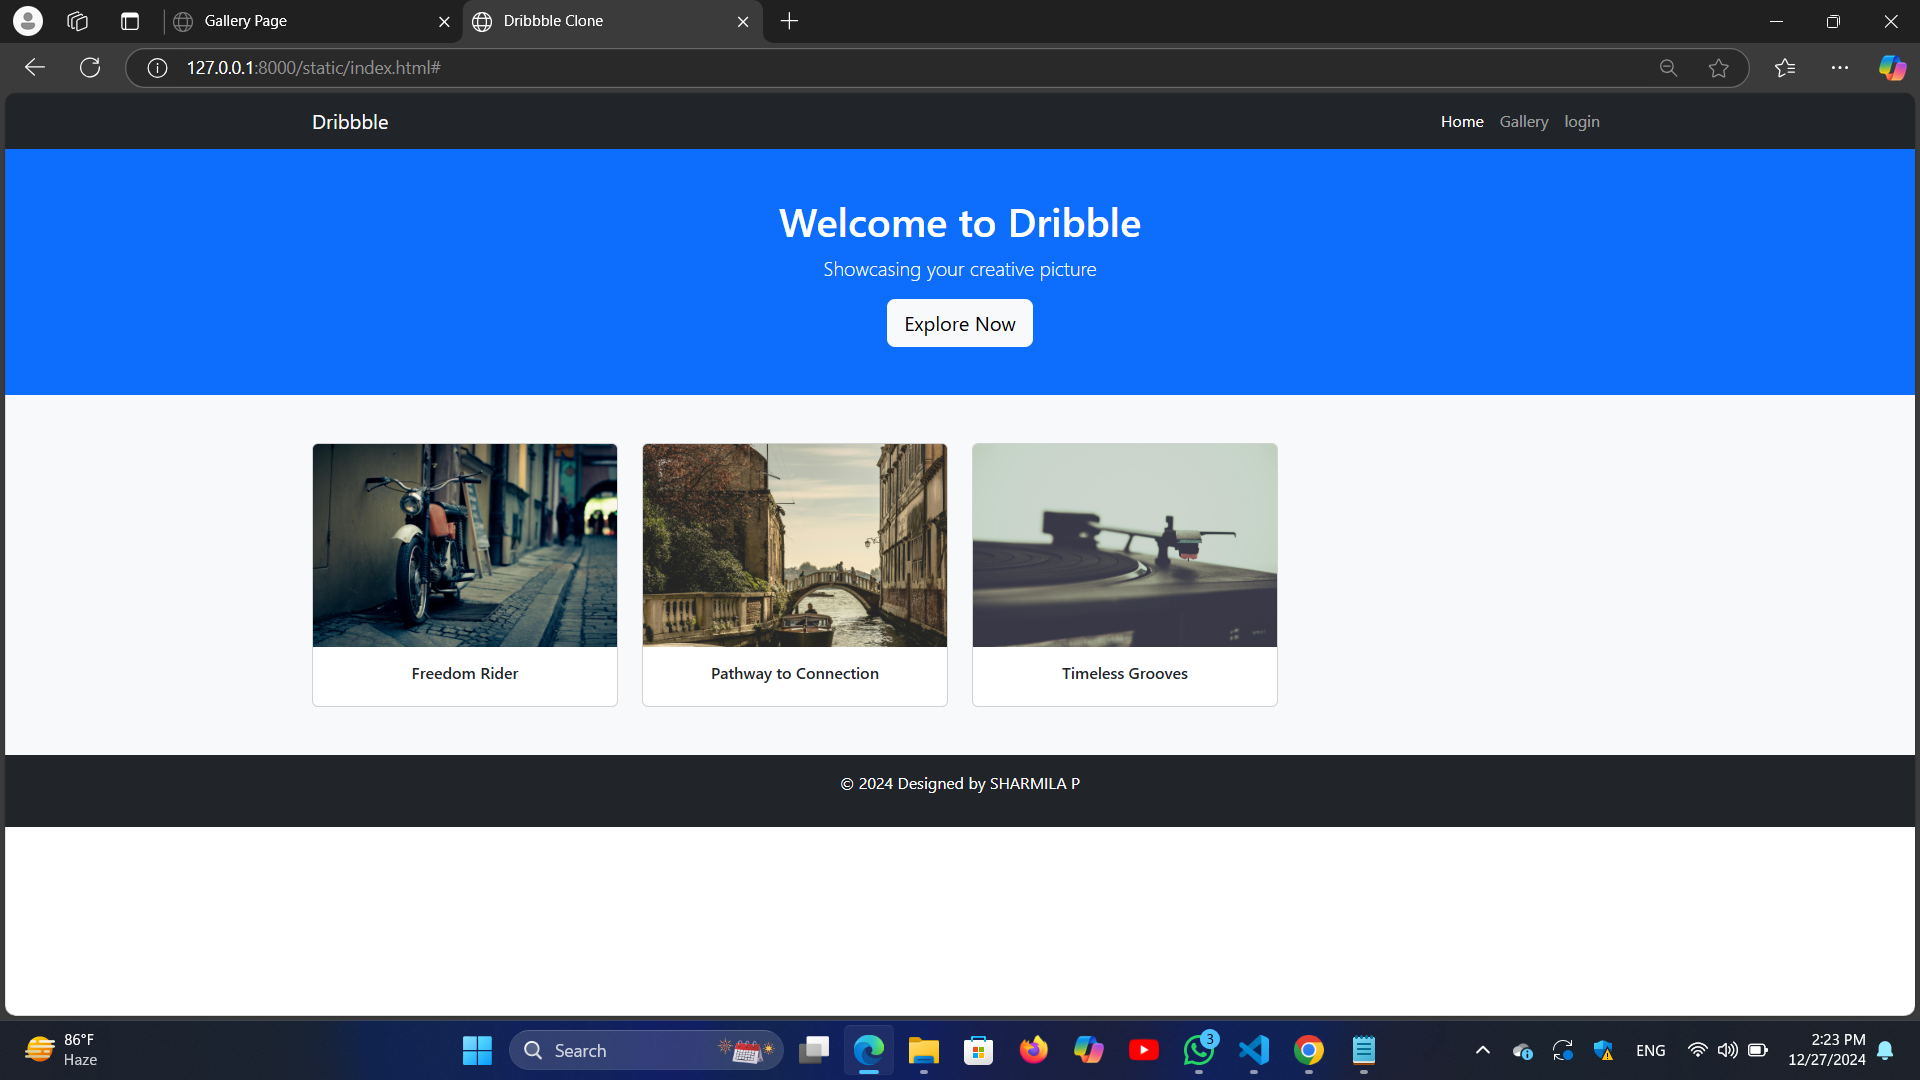 Gallery Page
Dribbble Clone
127.0.0.1:8000/static/index.html#
Dribbble
Home Gallery login
Welcome to Dribble
Showcasing your creative picture
Explore Now
Freedom Rider
Pathway to Connection
Timeless Grooves
© 2024 Designed by SHARMILA P
86°F
Haze
Search
3
ENG
2:23 PM
12/27/2024